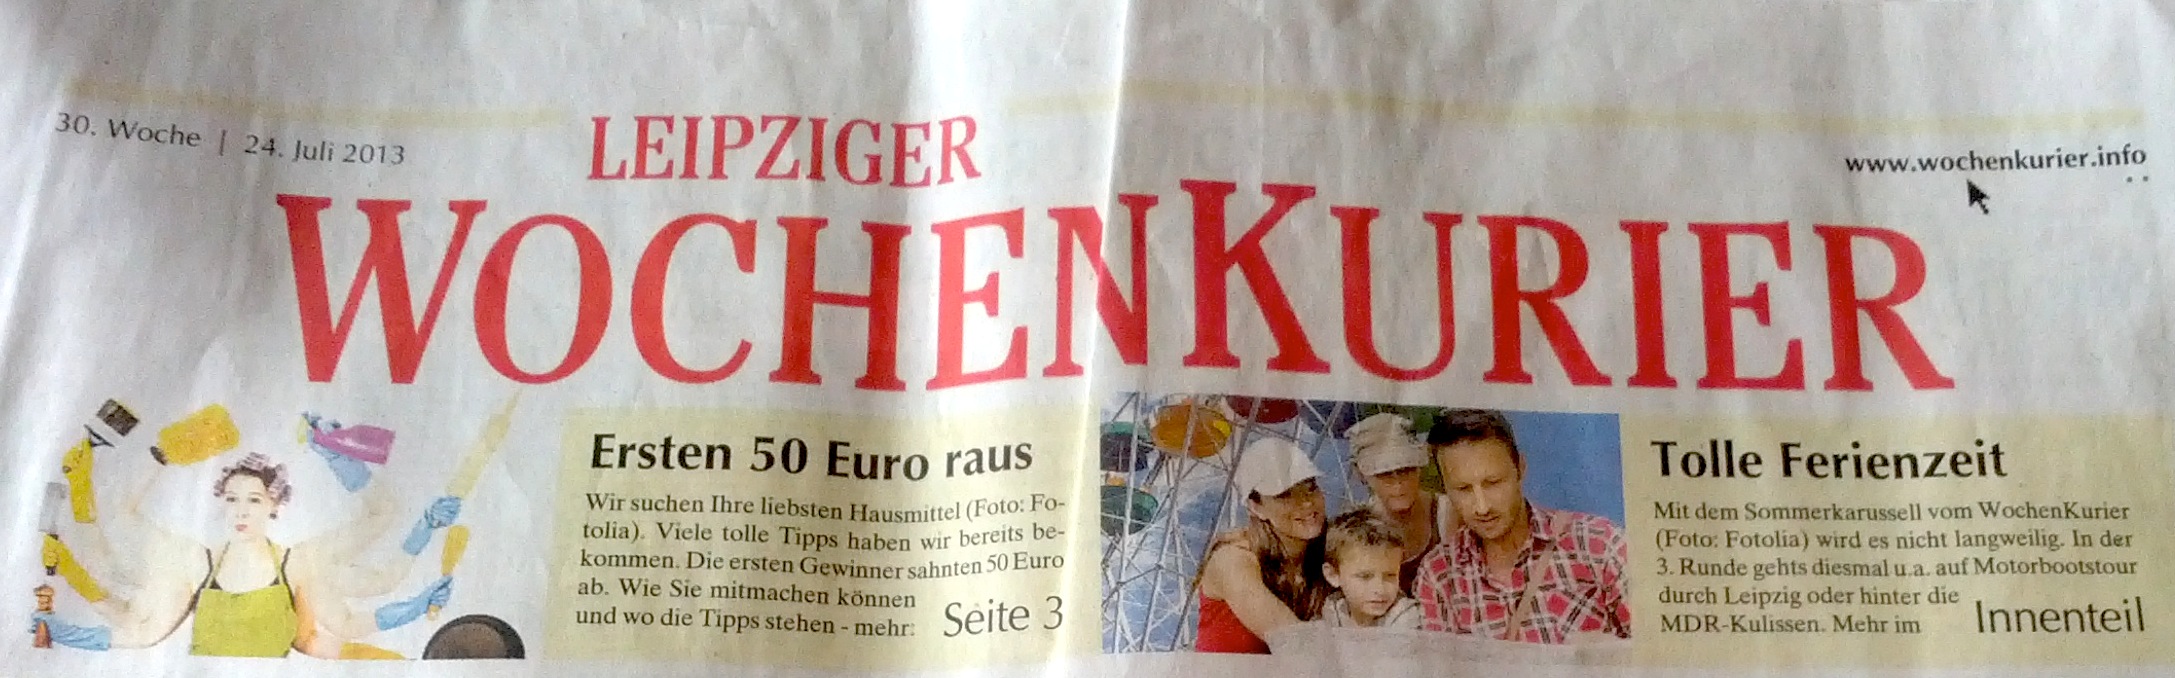 30. Woche | 24. Juli 2013
LEIPZIGER
www.wochenkurier.info
WOCHENKURIER
Ersten 50 Euro raus
Wir suchen Ihre liebsten Hausmittel (Foto: Fo-
tolia). Viele tolle Tipps haben wir bereits be-
kommen. Die ersten Gewinner sahnten 50 Euro
ab. Wie Sie mitmachen können
und wo die Tipps stehen - mehr:
Seite 3
Tolle Ferienzeit
Mit dem Sommerkarussell vom WochenKurier
(Foto: Fotolia) wird es nicht langweilig. In der
3. Runde gehts diesmal u.a. auf Motorbootstour
durch Leipzig oder hinter die
MDR-Kulissen. Mehr im
Innenteil